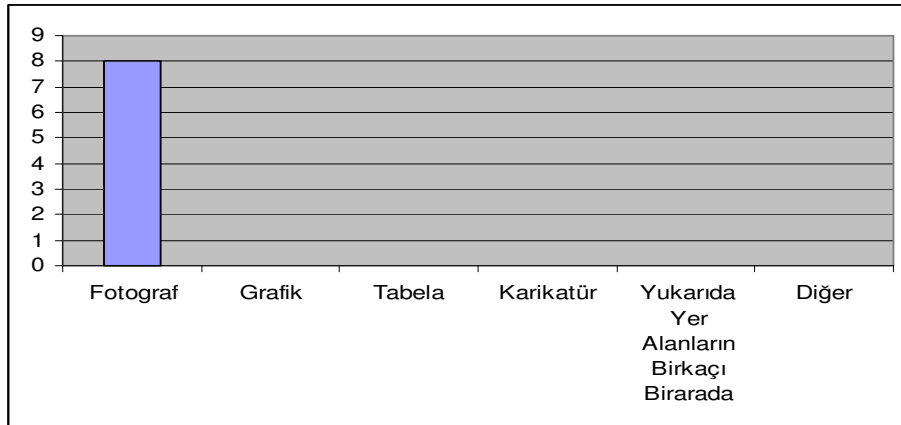 9
8
7
6
5
4
3
2
1
0
Fotograf Grafik Tabela Karikatür Yukarıda Diğer
Yer
Alanların
Birkaçı
Birarada